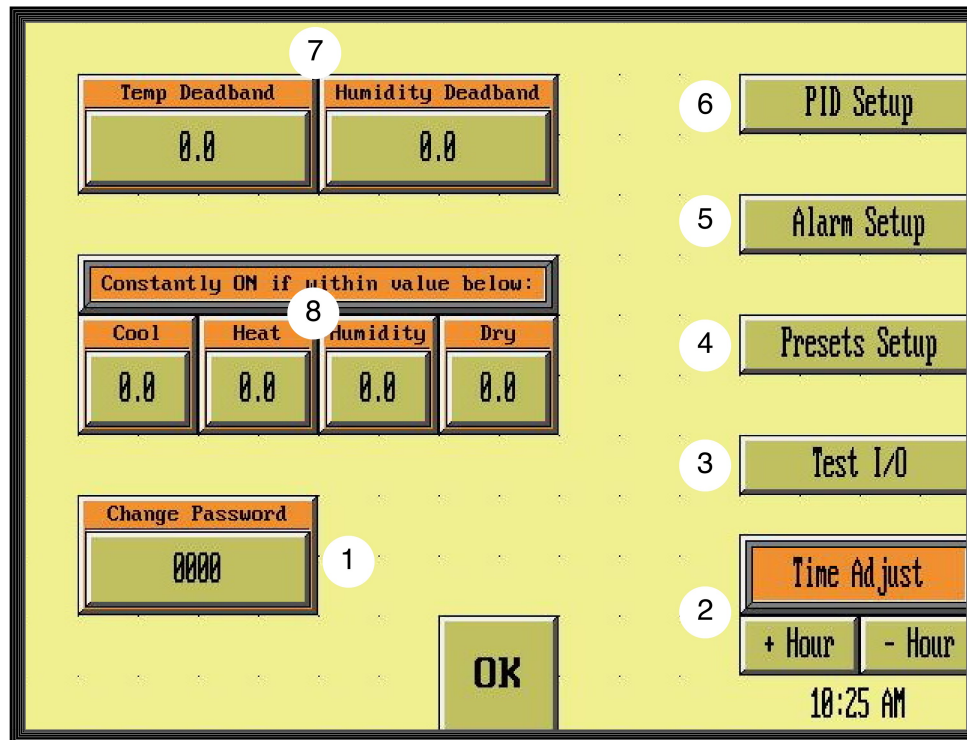 7
Temp Deadband Humidity Deadband
0.0 0.0
6 PID Setup
5 Alarm Setup
Constantly ON if within value below:
8
Cool Heat Humidity Dry
0.0 0.0 0.0 0.0
4 Presets Setup
3 Test I/O
Change Password
0000
1
Time Adjust
2
+ Hour - Hour
10:25 AM
OK